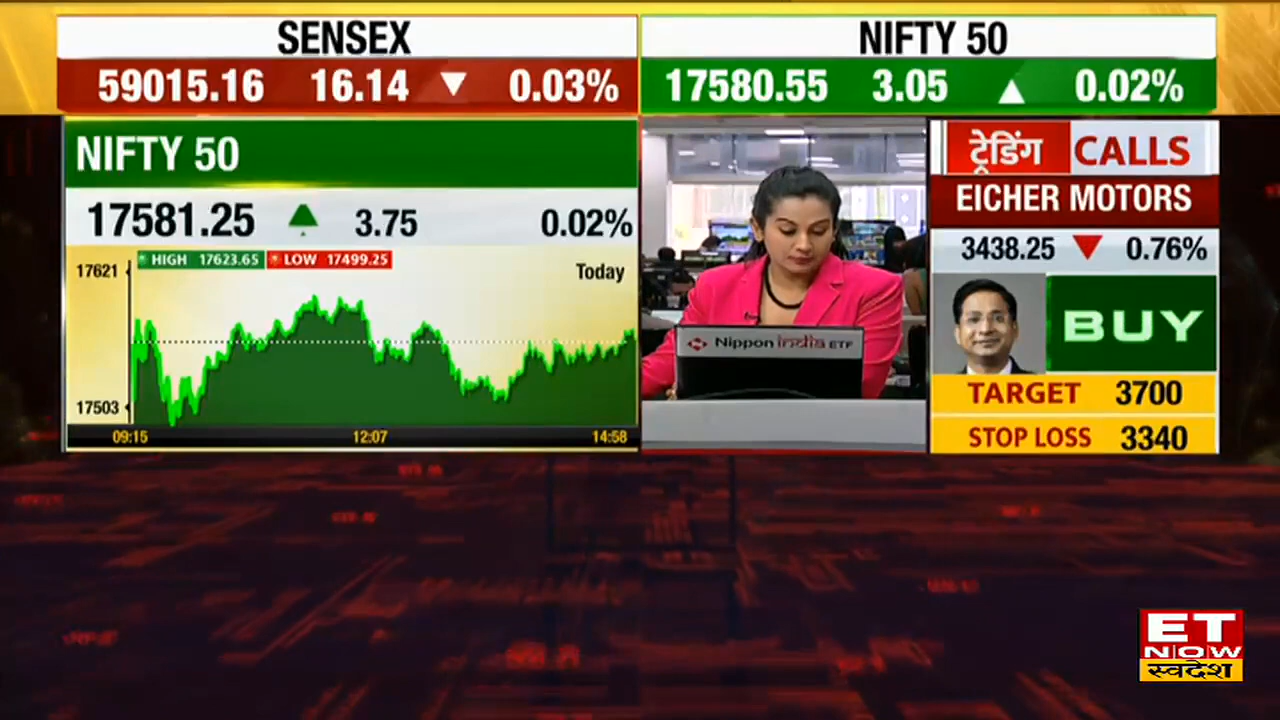 SENSEX
59015.16 16.14 ▼ 0.03%
NIFTY 50
17580.55 3.05 ▲ 0.02%
NIFTY 50
17581.25 ▲ 3.75 0.02%
HIGH 17623.65 LOW 17499.25
Today
17621
17503
09:15 12:07 14:58
Nippon india ETF
ट्रेडिंग CALLS
EICHER MOTORS
3438.25 ▼ 0.76%
BUY
TARGET 3700
STOP LOSS 3340
ET
NOW
स्वदेश